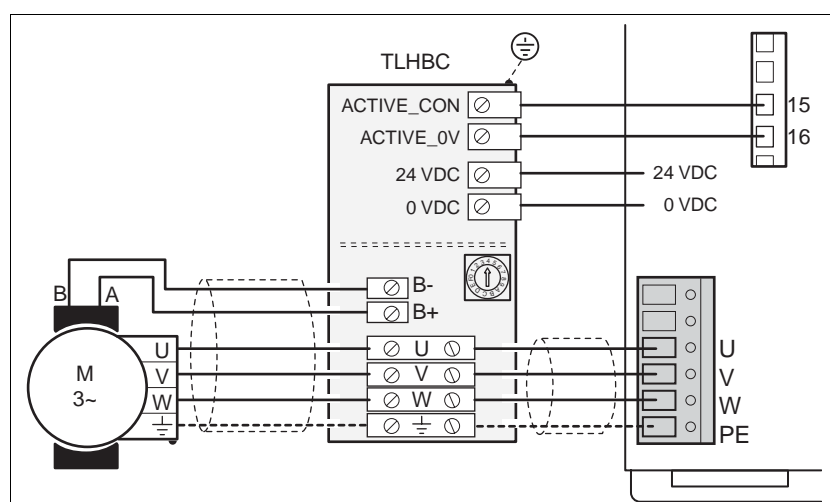 TLHBC
ACTIVE_CON
15
ACTIVE_0V
16
24 VDC
24 VDC
0 VDC
0 VDC
B-
B A
B+
U
U
U
V
V
V
M
3~
W
W
W
PE